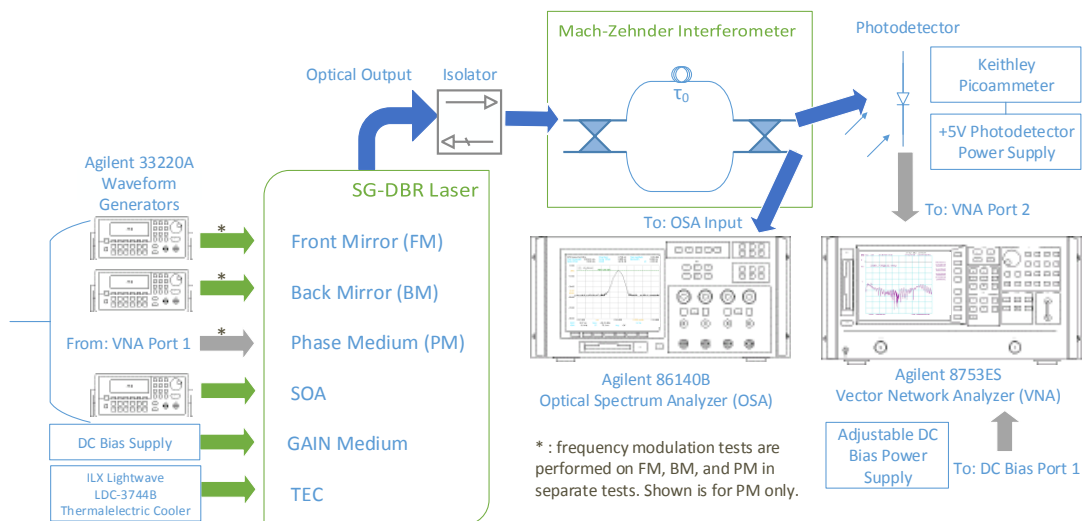 Mach-Zehnder Interferometer
Photodetector
τ0
Optical Output
Isolator
Keithley
Picoammeter
+5V Photodetector
Power Supply
Agilent 33220A
Waveform
Generators
SG-DBR Laser
To: VNA Port 2
To: OSA Input
*
Front Mirror (FM)
*
Back Mirror (BM)
From: VNA Port 1
*
Phase Medium (PM)
SOA
Agilent 86140B
Optical Spectrum Analyzer (OSA)
Agilent 8753ES
Vector Network Analyzer (VNA)
DC Bias Supply
GAIN Medium
* : frequency modulation tests are
performed on FM, BM, and PM in
separate tests. Shown is for PM only.
Adjustable DC
Bias Power
Supply
To: DC Bias Port 1
ILX Lightwave
LDC-3744B
Thermalelectric Cooler
TEC